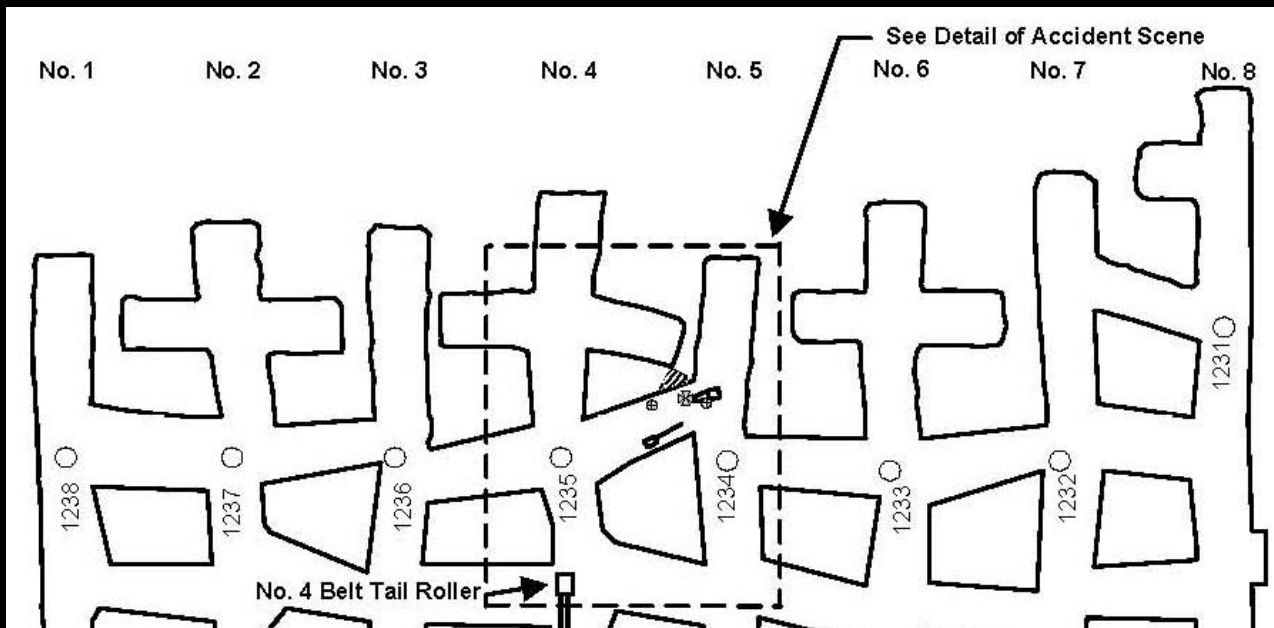 See Detail of Accident Scene
No. 1
No. 2
No. 3
No. 4
No. 5
No. 6
No. 7
No. 8
1231
1238
1237
1236
1235
1234
1233
1232
No. 4 Belt Tail Roller